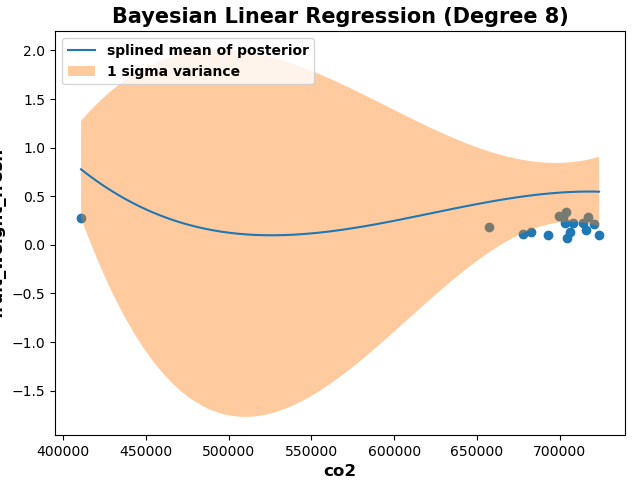 Bayesian Linear Regression (Degree 8)
splined mean of posterior
1 sigma variance
2.0
1.5
1.0
0.5
0.0
−0.5
−1.0
−1.5
400000 450000 500000 550000 600000 650000 700000
co2